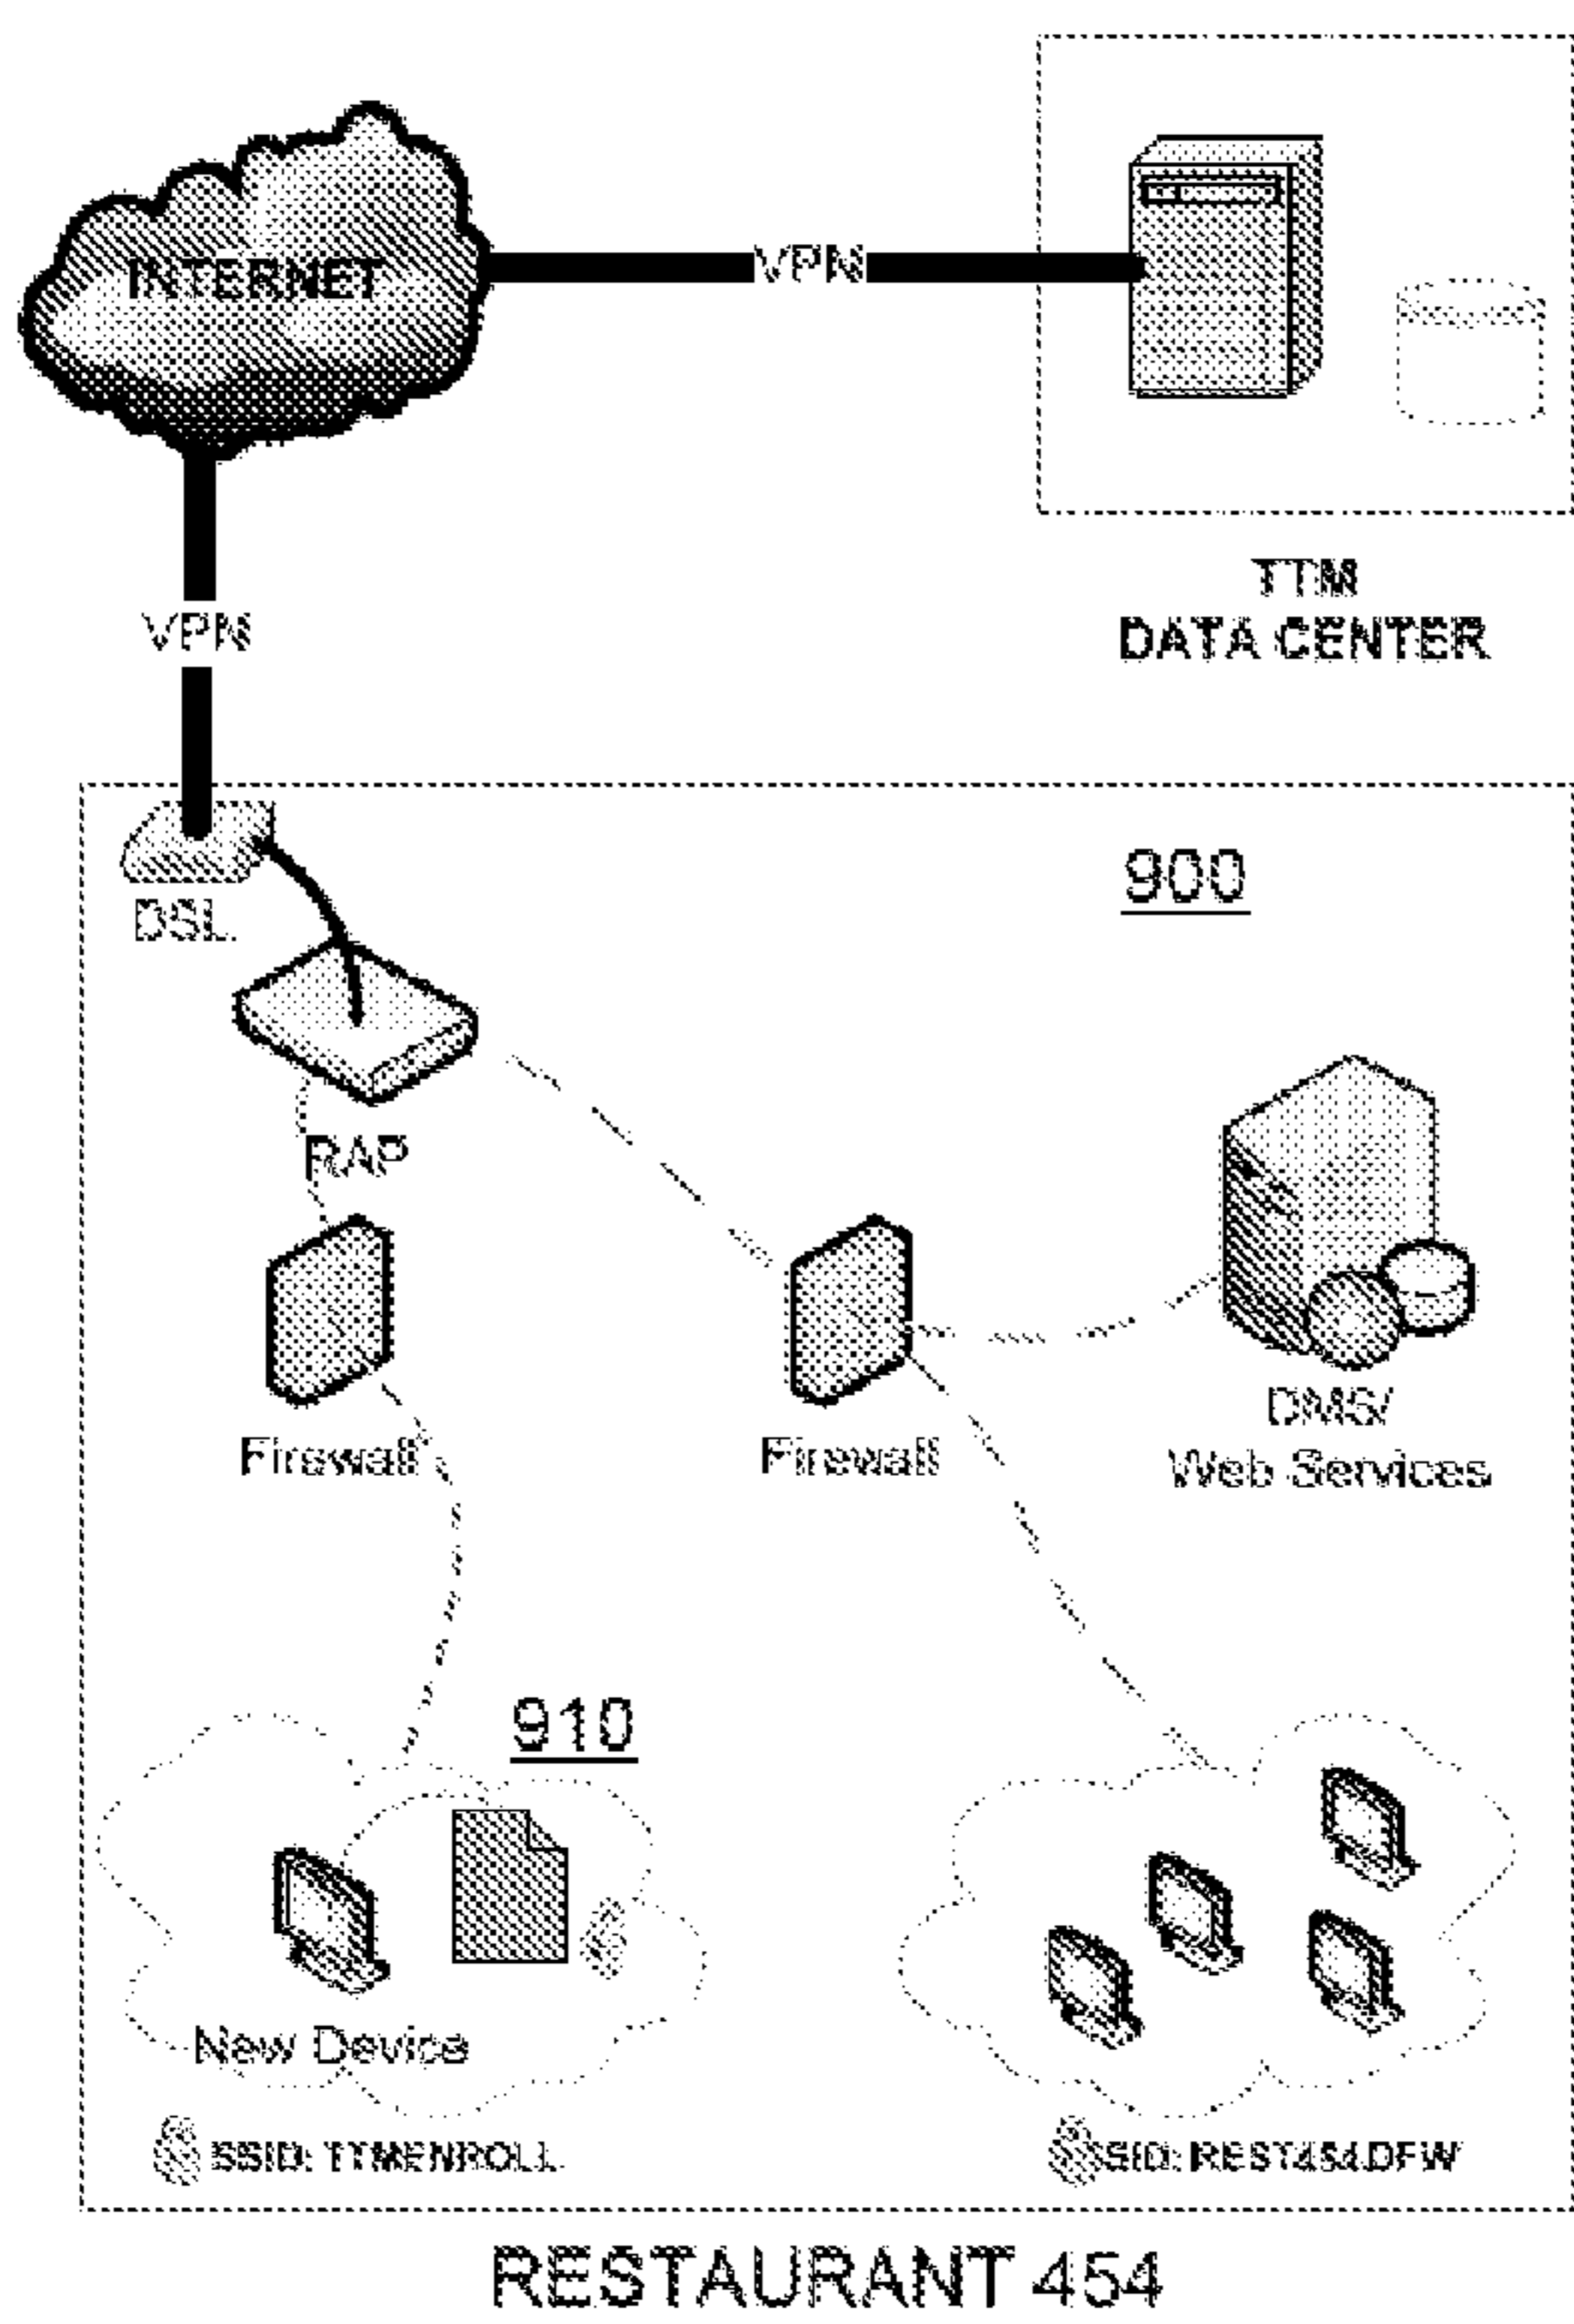 INTERNET
VPN
TTM
DATA CENTER
VPN
900
DSL
RAP
Firewall
Firewall
DMS/
Web Services
910
New Device
SSID: TTMENROLL
SID: REST454DFW
RESTAURANT 454